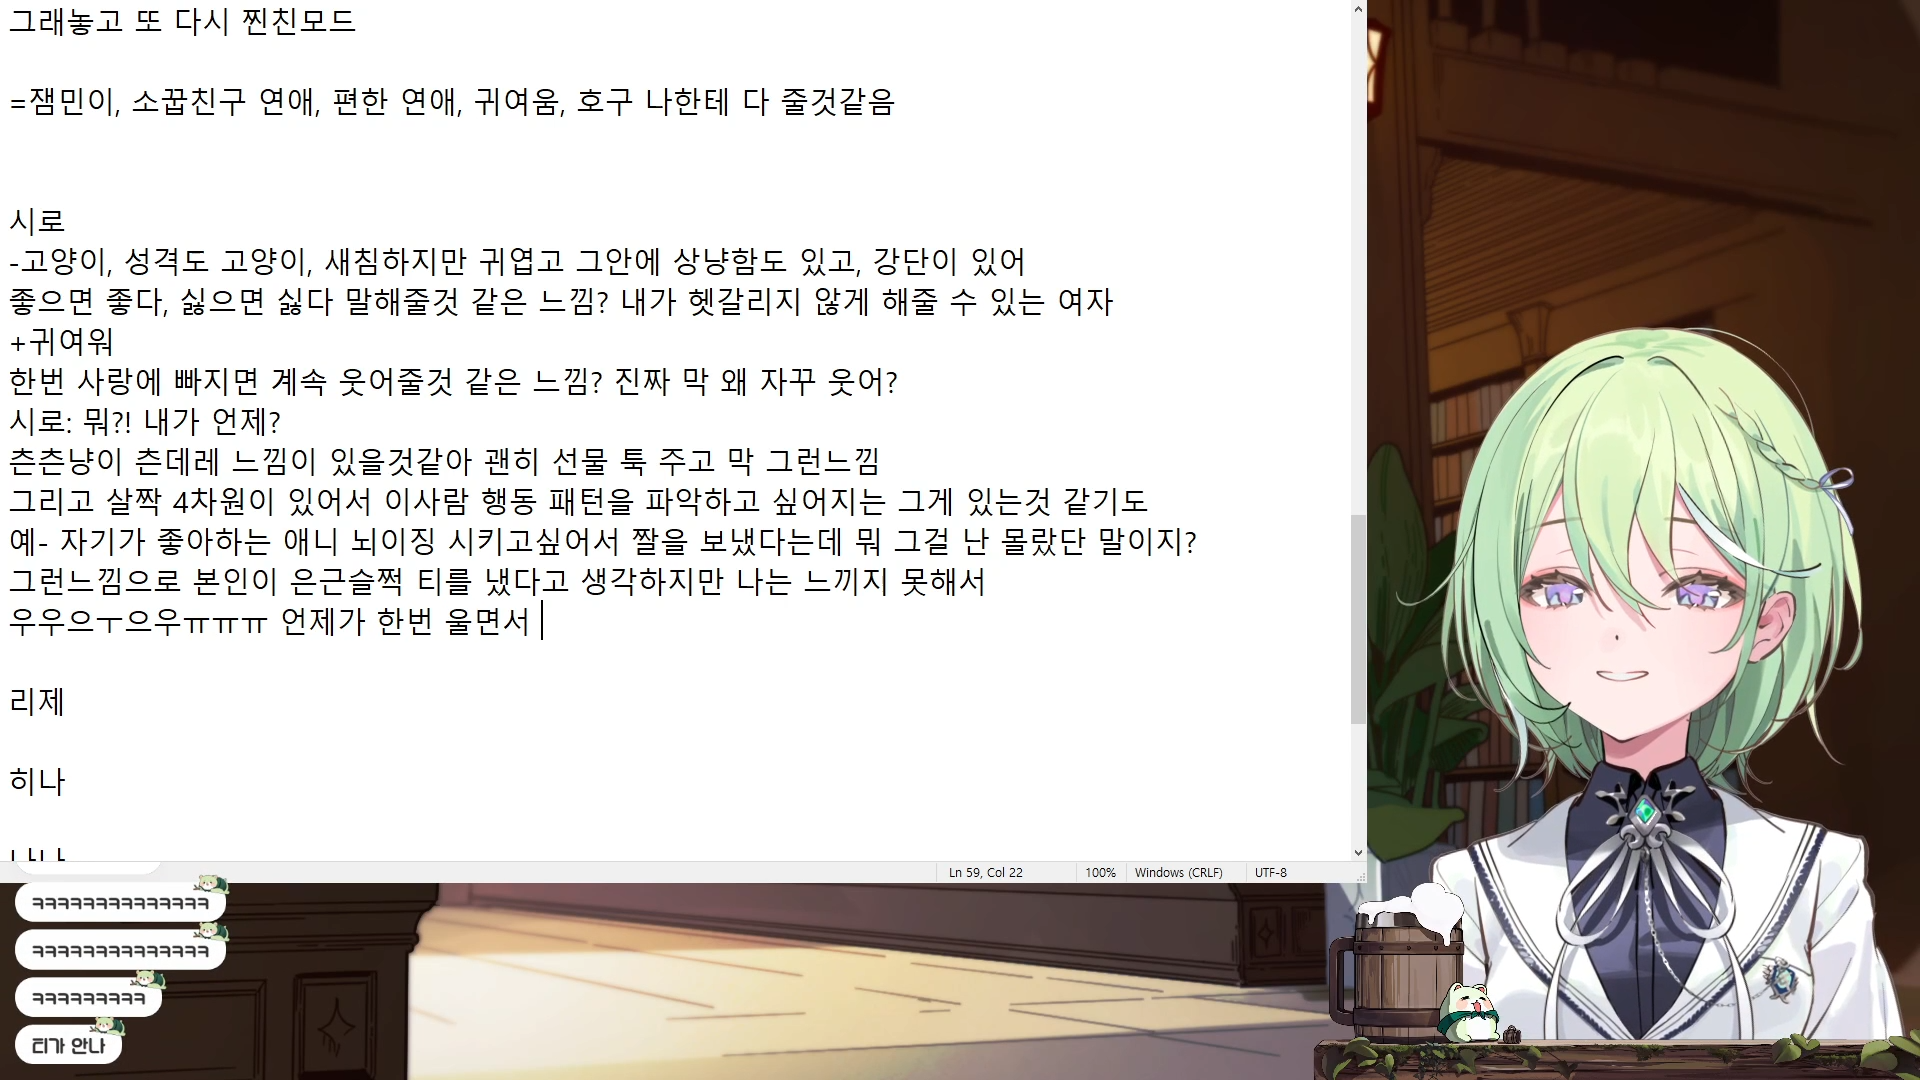 그래놓고 또 다시 찐친모드
=잼민이, 소꿉친구 연애, 편한 연애, 귀여움, 호구 나한테 다 줄것같음
시로
-고양이, 성격도 고양이, 새침하지만 귀엽고 그안에 상냥함도 있고, 강단이 있어
좋으면 좋다, 싫으면 싫다 말해줄것 같은 느낌? 내가 헷갈리지 않게 해줄 수 있는 여자
+귀여워
한번 사랑에 빠지면 계속 웃어줄것 같은 느낌? 진짜 막 왜 자꾸 웃어?
시로: 뭐?! 내가 언제?
츤츤냥이 츤데레 느낌이 있을것같아 괜히 선물 툭 주고 막 그런느낌
그리고 살짝 4차원이 있어서 이사람 행동 패턴을 파악하고 싶어지는 그게 있는것 같기도
예- 자기가 좋아하는 애니 뇌이징 시키고싶어서 짤을 보냈다는데 뭐 그걸 난 몰랐단 말이지?
그런느낌으로 본인이 은근슬쩍 티를 냈다고 생각하지만 나는 느끼지 못해서
우우으ㅜ으우ㅠㅠㅠ 언제가 한번 울면서
리제
히나
Ln 59, Col 22
100%
Windows (CRLF)
UTF-8
ㅋㅋㅋㅋㅋㅋㅋㅋㅋㅋㅋㅋㅋㅋ
ㅋㅋㅋㅋㅋㅋㅋㅋㅋㅋㅋㅋㅋㅋ
ㅋㅋㅋㅋㅋㅋㅋㅋㅋ
티가 안나